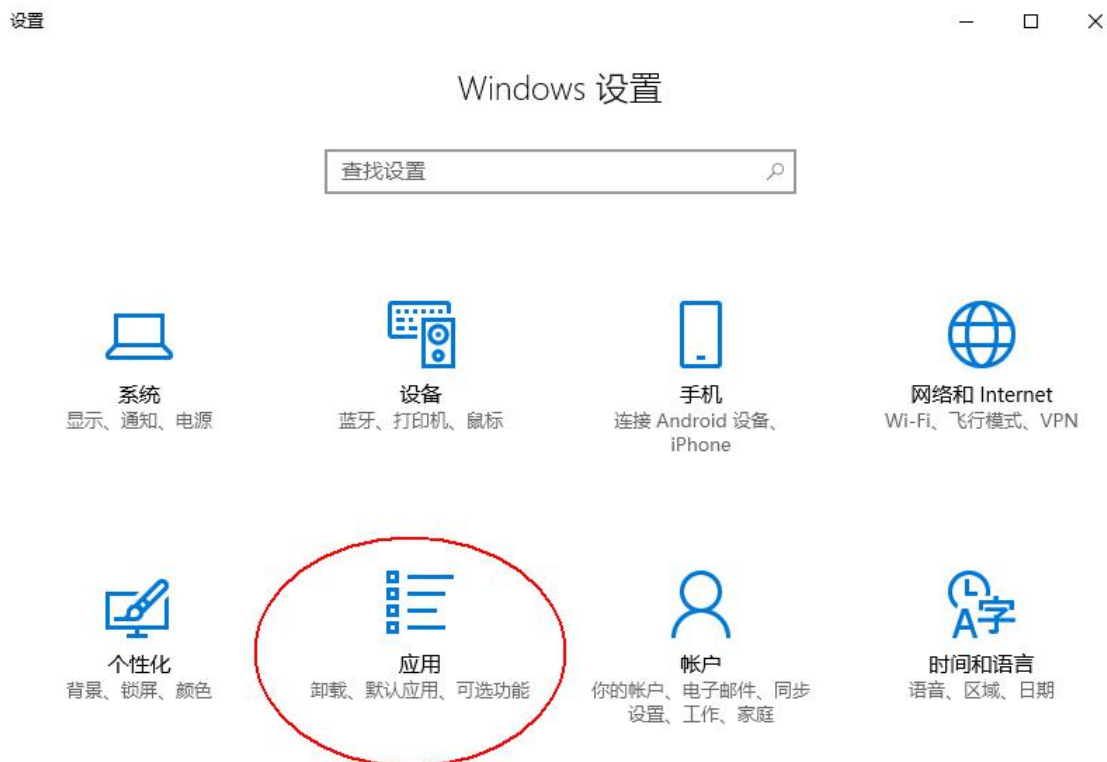 设置
Windows 设置
查找设置
系统
显示、通知、电源
设备
蓝牙、打印机、鼠标
手机
连接 Android 设备、
iPhone
网络和 Internet
Wi-Fi、飞行模式、VPN
个性化
背景、锁屏、颜色
应用
卸载、默认应用、可选功能
帐户
你的帐户、电子邮件、同步
设置、工作、家庭
时间和语言
语音、区域、日期